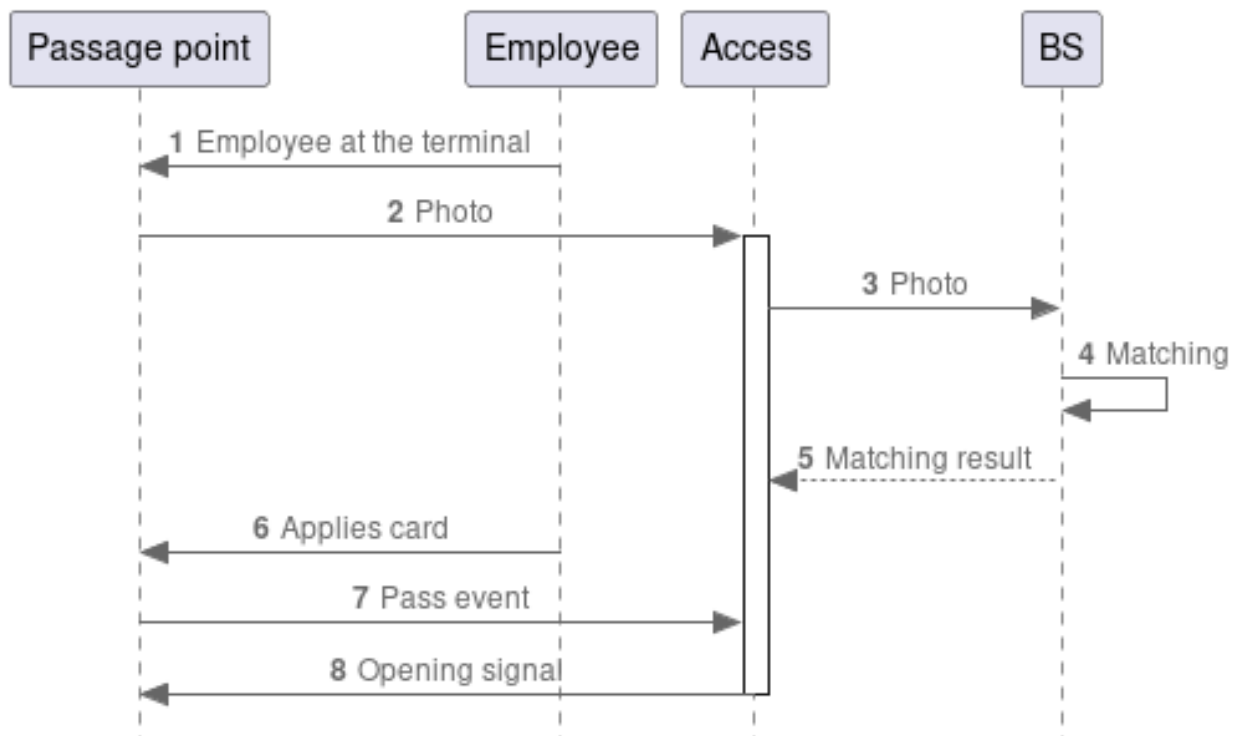 Passage point
Employee
Access
BS
1 Employee at the terminal
2 Photo
3 Photo
4 Matching
5 Matching result
6 Applies card
7 Pass event
8 Opening signal